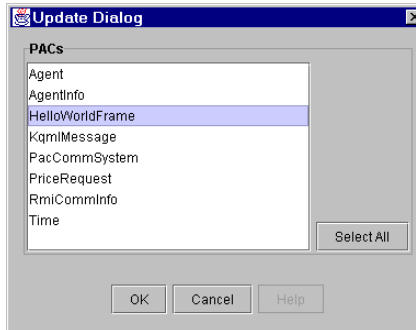 Update Dialog
PACs
Agent
AgentInfo
HelloWorldFrame
KqmlMessage
PacCommSystem
PriceRequest
RmiCommInfo
Time
Select All
OK Cancel Help